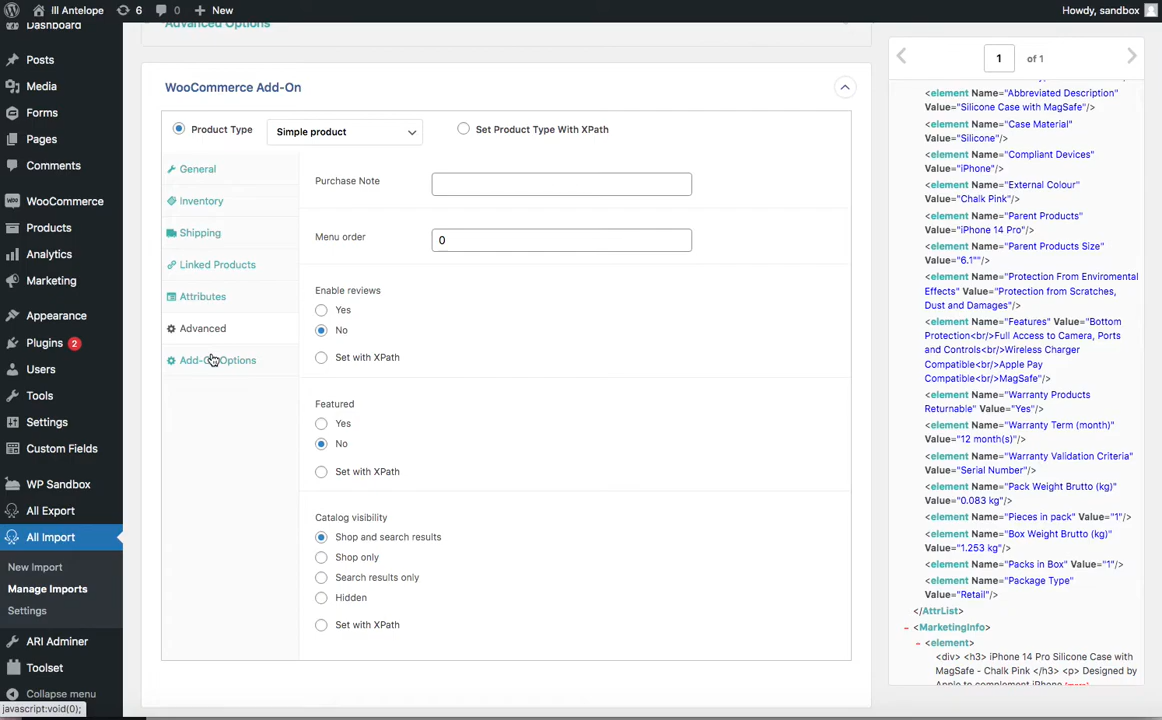 Ill Antelope
6
0
New
Howdy, sandbox
Dashboard
Posts
Media
Forms
Pages
Comments
WooCommerce
Products
Analytics
Marketing
Appearance
Plugins 2
Users
Tools
Settings
Custom Fields
WP Sandbox
All Export
All Import
New Import
Manage Imports
Settings
ARI Adminer
Toolset
Collapse menu
javascript:void(0);
Advanced Options
WooCommerce Add-On
Product Type
Simple product
Set Product Type With XPath
General
Inventory
Shipping
Linked Products
Attributes
Advanced
Add-On Options
Purchase Note
Menu order
0
Enable reviews
Yes
No
Set with XPath
Featured
Yes
No
Set with XPath
Catalog visibility
Shop and search results
Shop only
Search results only
Hidden
Set with XPath
1 of 1
<element Name="Abbreviated Description"
Value="Silicone Case with MagSafe"/>
<element Name="Case Material"
Value="Silicone"/>
<element Name="Compliant Devices"
Value="iPhone"/>
<element Name="External Colour"
Value="Chalk Pink"/>
<element Name="Parent Products"
Value="iPhone 14 Pro"/>
<element Name="Parent Products Size"
Value="6.1""/>
<element Name="Protection From Enviromental
Effects" Value="Protection from Scratches,
Dust and Damages"/>
<element Name="Features" Value="Bottom
Protection<br/>Full Access to Camera, Ports
and Controls<br/>Wireless Charger
Compatible<br/>Apple Pay
Compatible<br/>MagSafe"/>
<element Name="Warranty Products
Returnable" Value="Yes"/>
<element Name="Warranty Term (month)"
Value="12 month(s)"/>
<element Name="Warranty Validation Criteria"
Value="Serial Number"/>
<element Name="Pack Weight Brutto (kg)"
Value="0.083 kg"/>
<element Name="Pieces in pack" Value="1"/>
<element Name="Box Weight Brutto (kg)"
Value="1.253 kg"/>
<element Name="Packs in Box" Value="1"/>
<element Name="Package Type"
Value="Retail"/>
</AttrList>
<MarketingInfo>
<element>
<div> <h3> iPhone 14 Pro Silicone Case with
MagSafe - Chalk Pink </h3> <p> Designed by
Apple to complement iPhone